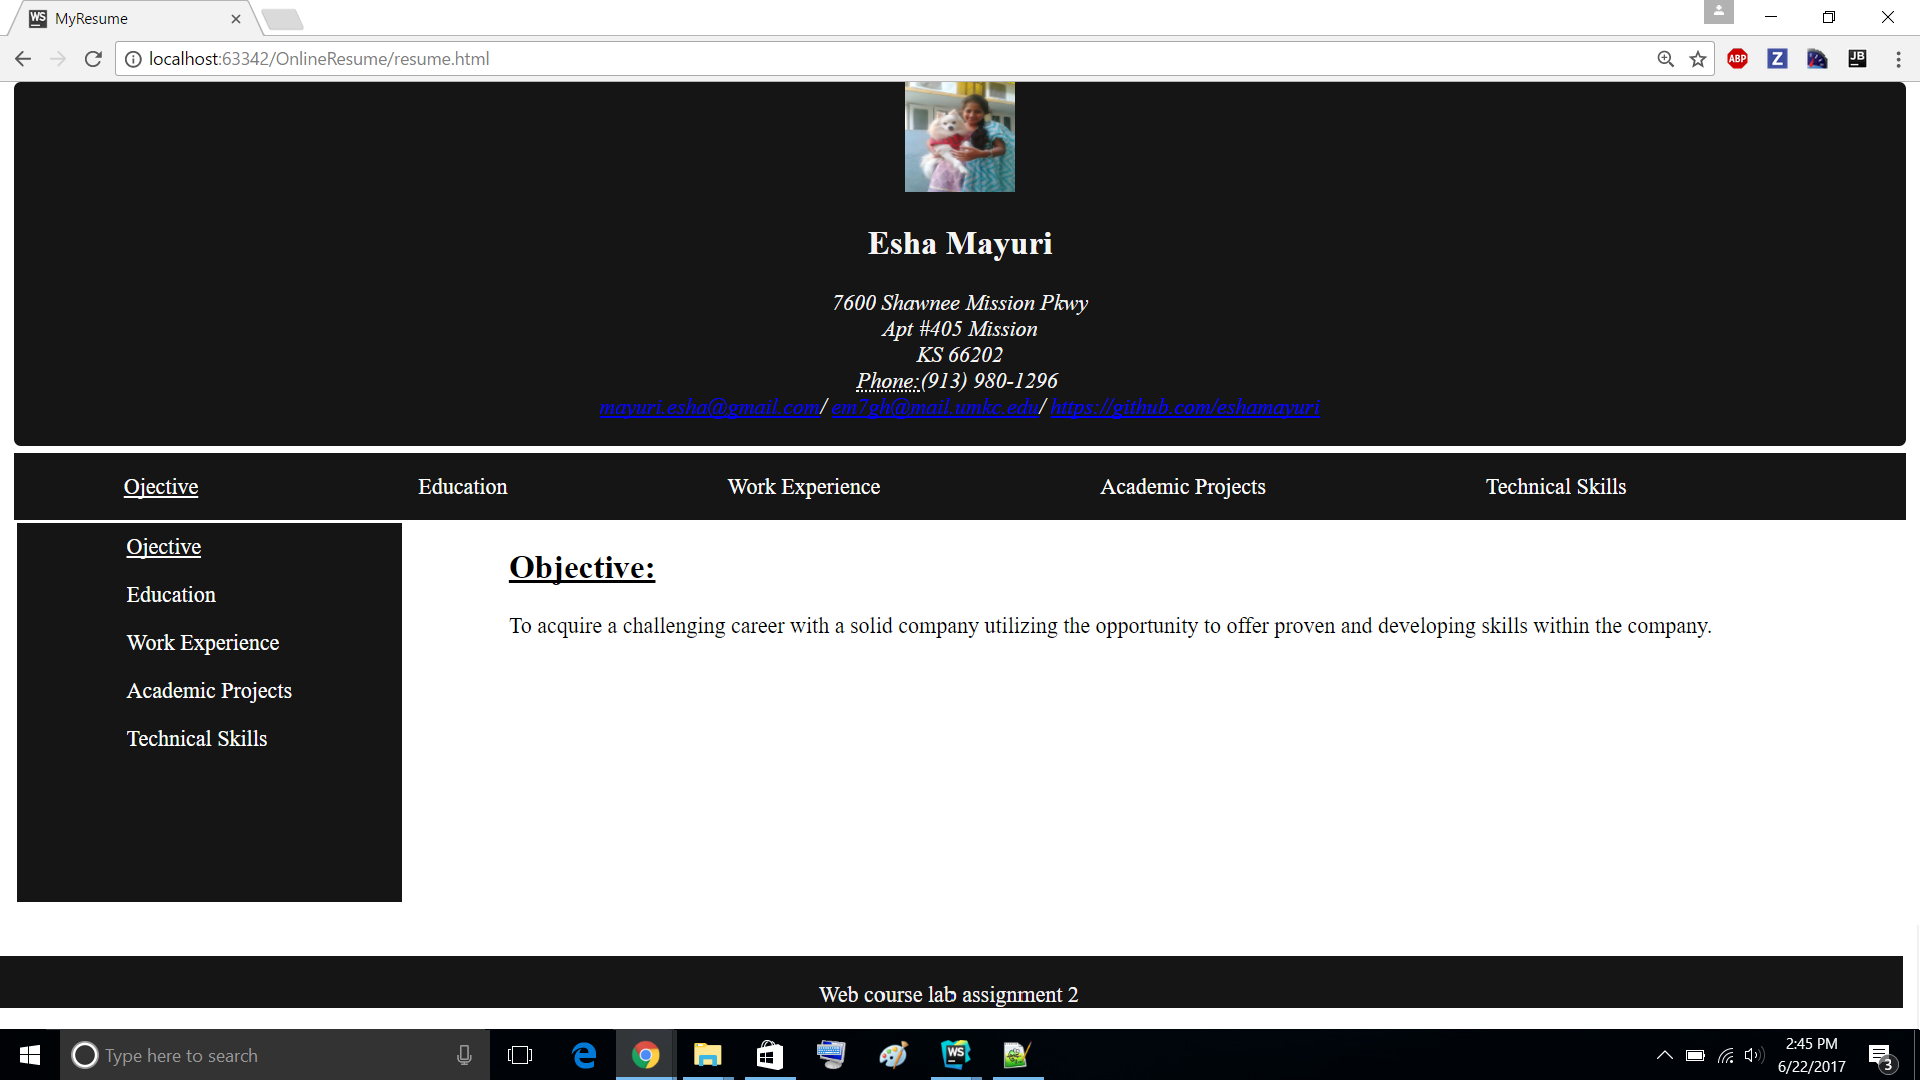 WS MyResume
localhost:63342/OnlineResume/resume.html
ABP Z JB
Esha Mayuri
7600 Shawnee Mission Pkwy
Apt #405 Mission
KS 66202
Phone:(913) 980-1296
mayuri.esha@gmail.com/ em7gh@mail.umkc.edu/ https://github.com/eshamayuri
Ojective Education Work Experience Academic Projects Technical Skills
Ojective
Education
Work Experience
Academic Projects
Technical Skills
Objective:
To acquire a challenging career with a solid company utilizing the opportunity to offer proven and developing skills within the company.
Web course lab assignment 2
Type here to search
WS
2:45 PM
6/22/2017
3